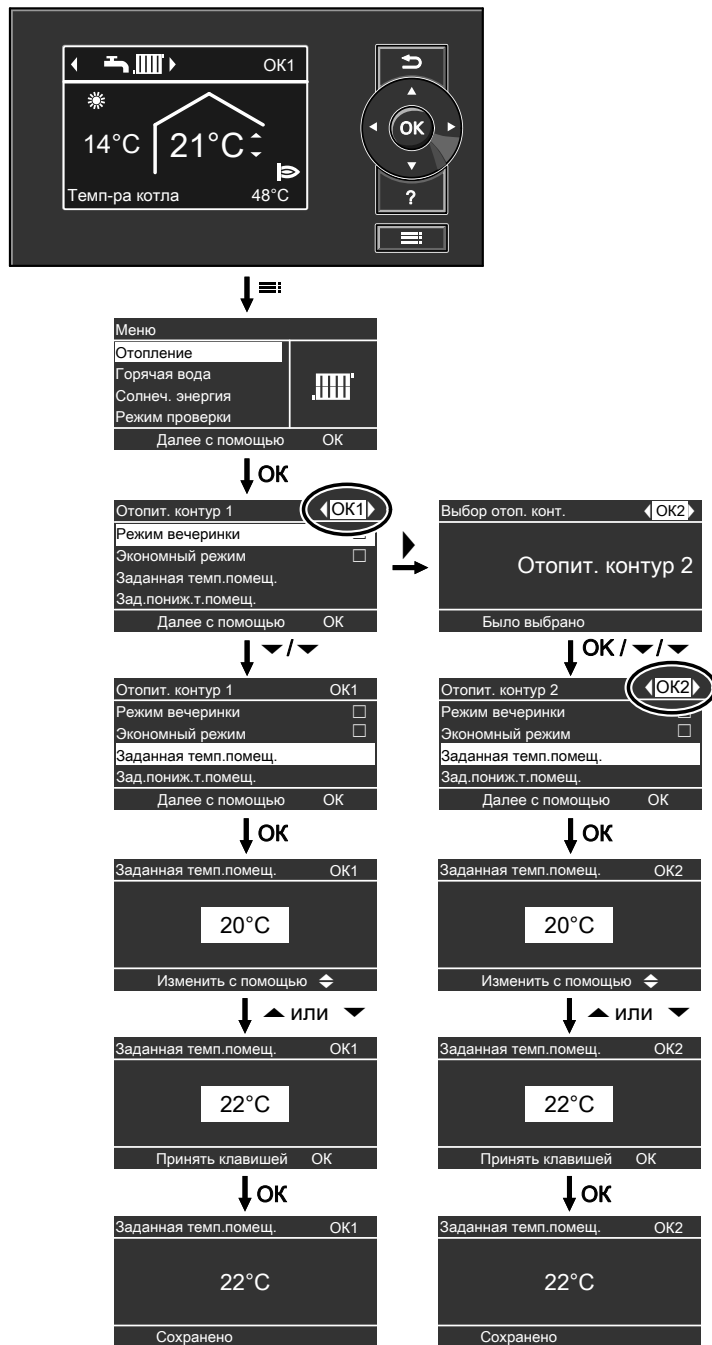 ОК1
14°C
21°C
Темп-ра котла 48°C
OK
?
Меню
Отопление
Горячая вода
Солнеч. энергия
Режим проверки
Далее с помощью ОК
ОК
Отопит. контур 1 ОК1
Режим вечеринки
Экономный режим
Заданная темп.помещ.
Зад.пониж.т.помещ.
Далее с помощью ОК
Выбор отоп. конт. ОК2
Отопит. контур 2
Было выбрано
/
ОК / /
Отопит. контур 1 ОК1
Режим вечеринки
Экономный режим
Заданная темп.помещ.
Зад.пониж.т.помещ.
Далее с помощью ОК
Отопит. контур 2 ОК2
Режим вечеринки
Экономный режим
Заданная темп.помещ.
Зад.пониж.т.помещ.
Далее с помощью ОК
ОК
ОК
Заданная темп.помещ. ОК1
20°C
Изменить с помощью
Заданная темп.помещ. ОК2
20°C
Изменить с помощью
или
или
Заданная темп.помещ. ОК1
22°C
Принять клавишей ОК
Заданная темп.помещ. ОК2
22°C
Принять клавишей ОК
ОК
ОК
Заданная темп.помещ. ОК1
22°C
Сохранено
Заданная темп.помещ. ОК2
22°C
Сохранено